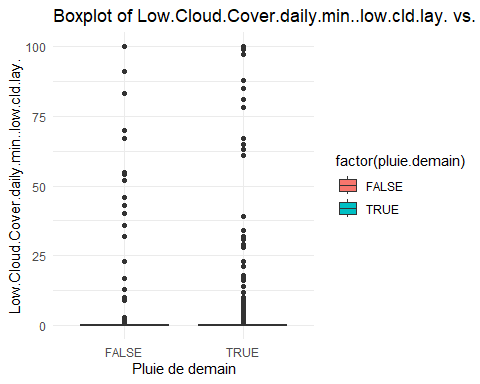 Boxplot of Low.Cloud.Cover.daily.min..low.cld.lay. vs.
Low.Cloud.Cover.daily.min..low.cld.lay.
100
75
50
25
0
FALSE
TRUE
Pluie de demain
factor(pluie.demain)
FALSE
TRUE